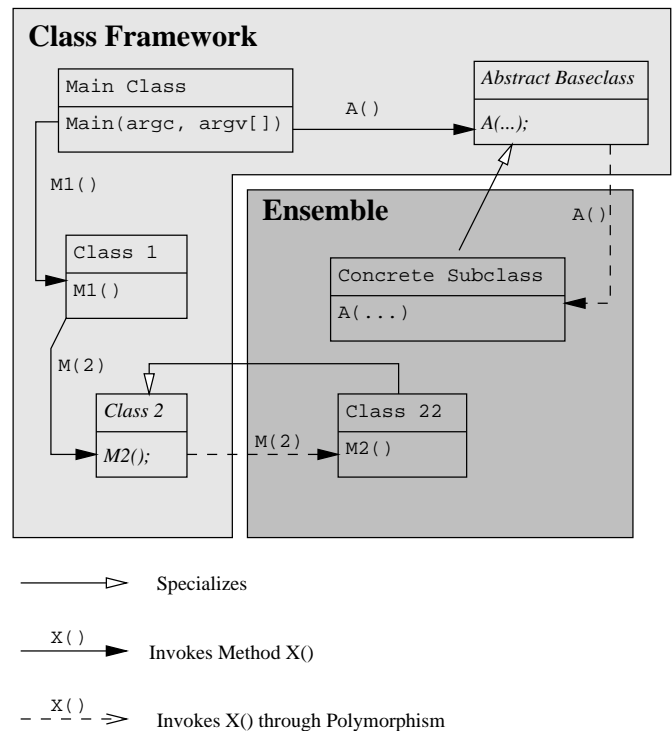 Class Framework
Main Class
Main(argc, argv[])
A()
Abstract Baseclass
A(...);
M1()
Ensemble
A()
Class 1
M1()
Concrete Subclass
A(...)
M(2)
Class 2
M2();
M(2)
Class 22
M2()
Specializes
X()
Invokes Method X()
X()
Invokes X() through Polymorphism